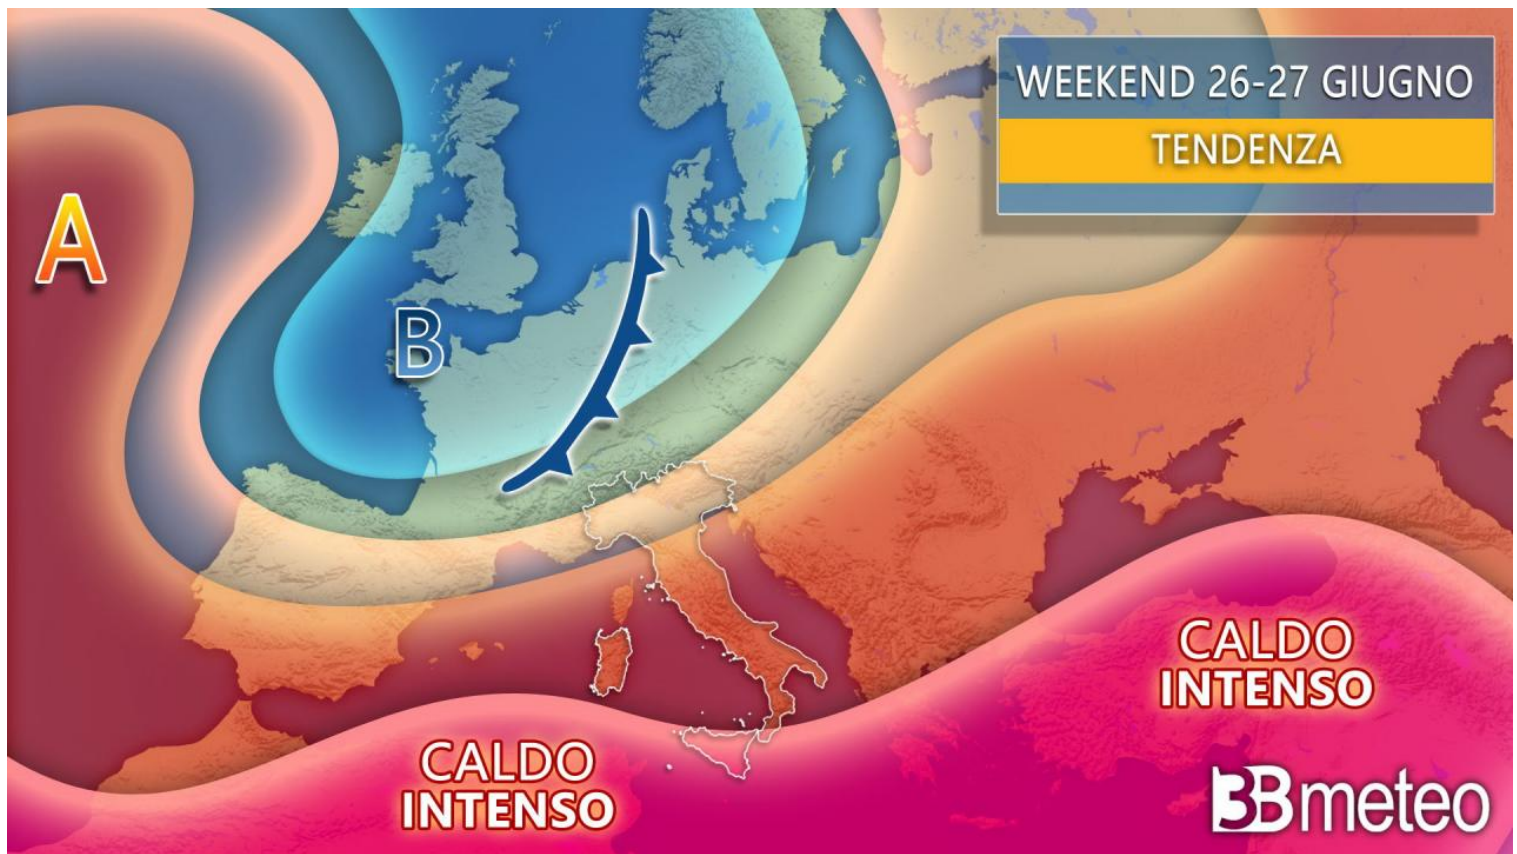 WEEKEND 26-27 GIUGNO
TENDENZA
A
B
CALDO
INTENSO
CALDO
INTENSO
3Bmeteo